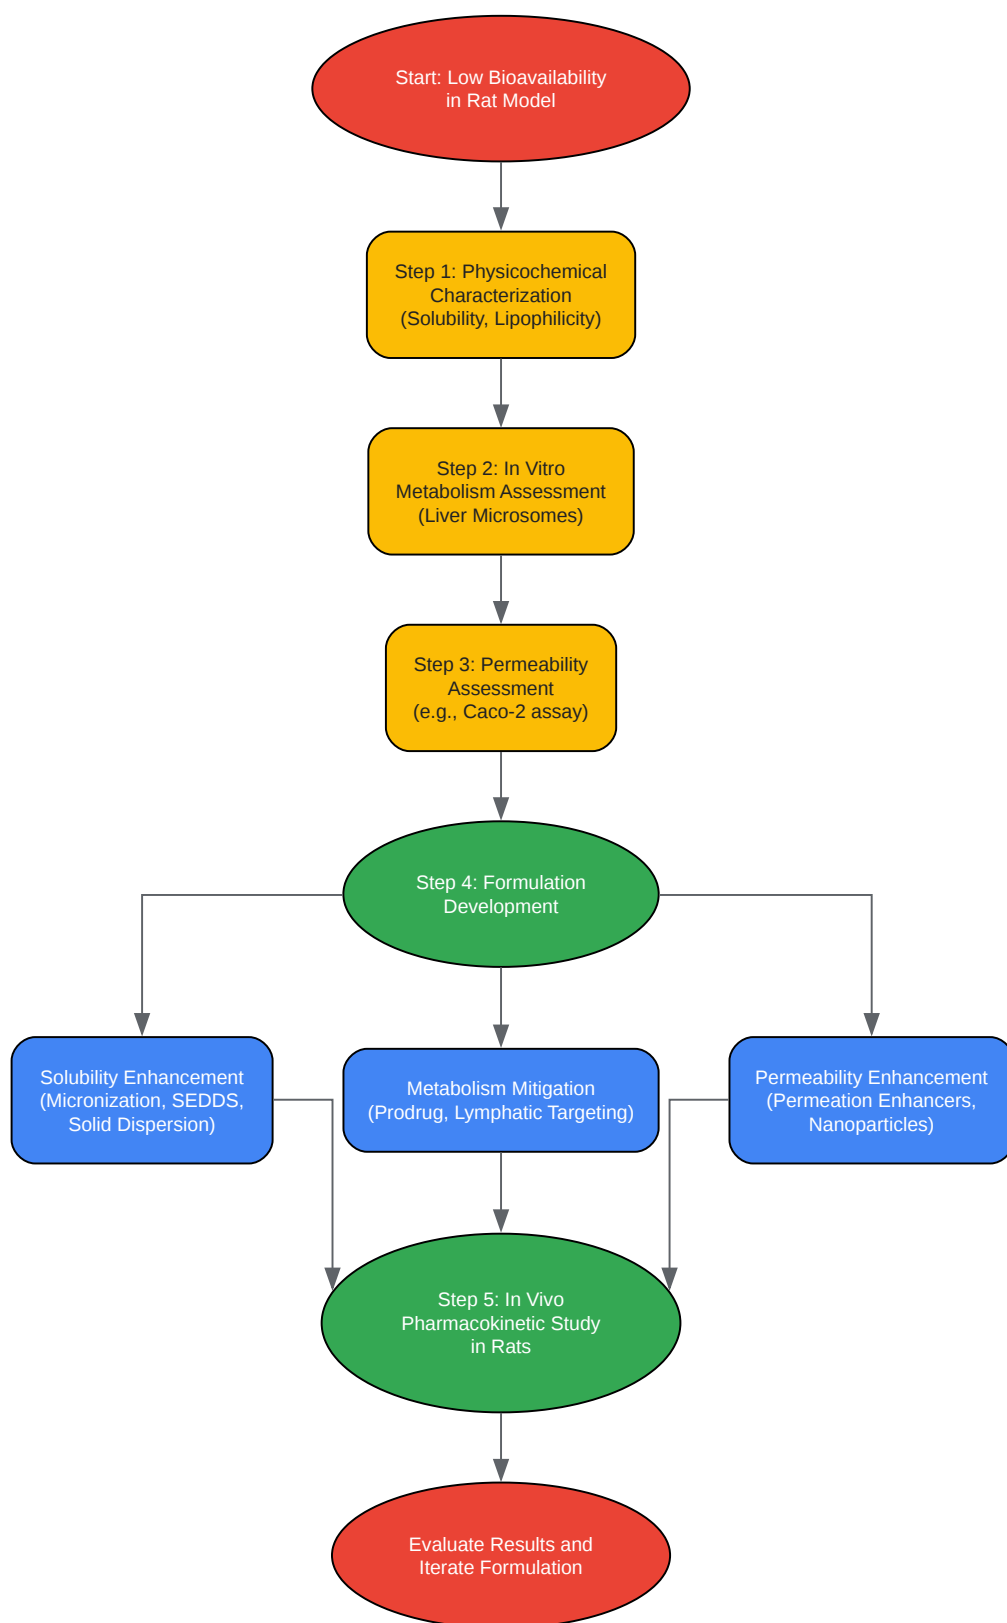 Start: Low Bioavailability
in Rat Model
Step 1: Physicochemical
Characterization
(Solubility, Lipophilicity)
Step 2: In Vitro
Metabolism Assessment
(Liver Microsomes)
Step 3: Permeability
Assessment
(e.g., Caco-2 assay)
Step 4: Formulation
Development
Solubility Enhancement
(Micronization, SEDDS,
Solid Dispersion)
Metabolism Mitigation
(Prodrug, Lymphatic Targeting)
Permeability Enhancement
(Permeation Enhancers,
Nanoparticles)
Step 5: In Vivo
Pharmacokinetic Study
in Rats
Evaluate Results and
Iterate Formulation